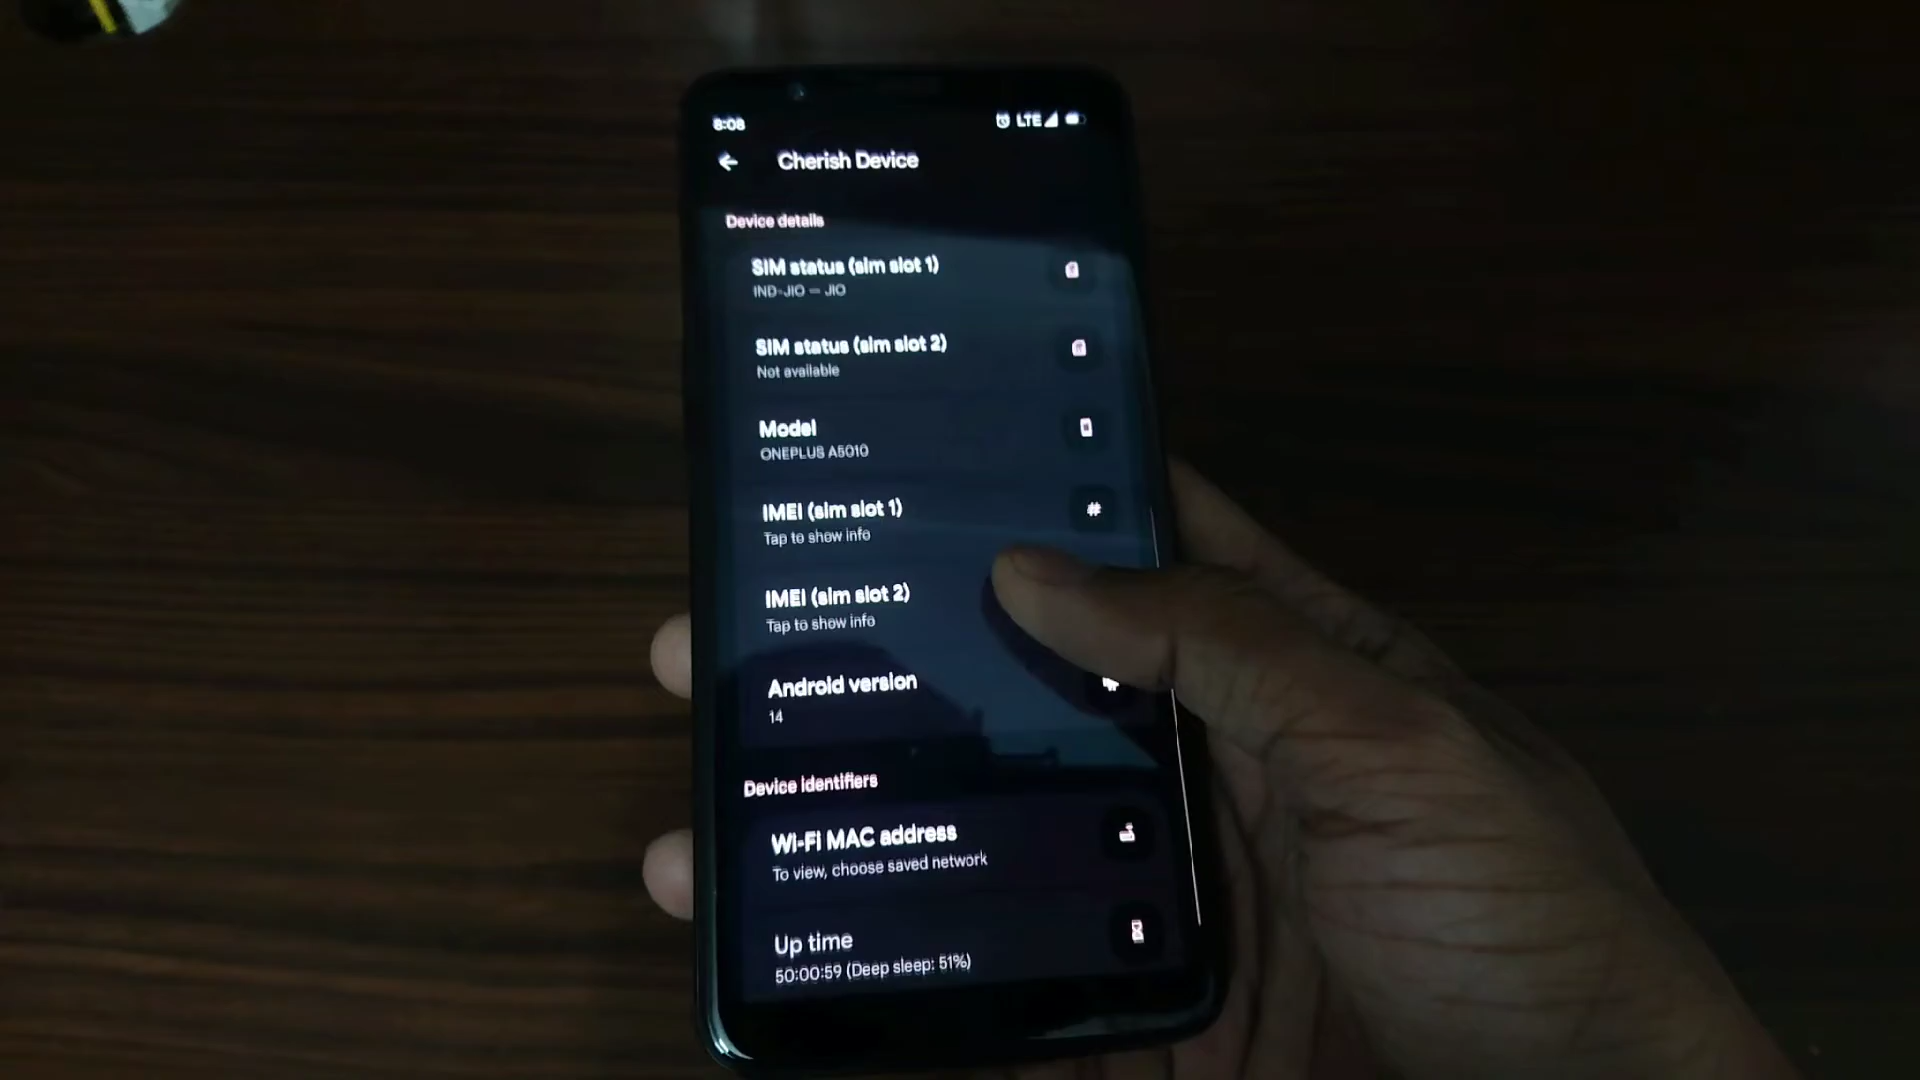 8:08 LTE
Cherish Device
Device details
SIM status (sim slot 1)
IND-JIO — JIO
SIM status (sim slot 2)
Not available
Model
ONEPLUS A5010
IMEI (sim slot 1)
Tap to show info
#
IMEI (sim slot 2)
Tap to show info
Android version
14
Device identifiers
Wi-Fi MAC address
To view, choose saved network
Up time
50:00:59 (Deep sleep: 51%)